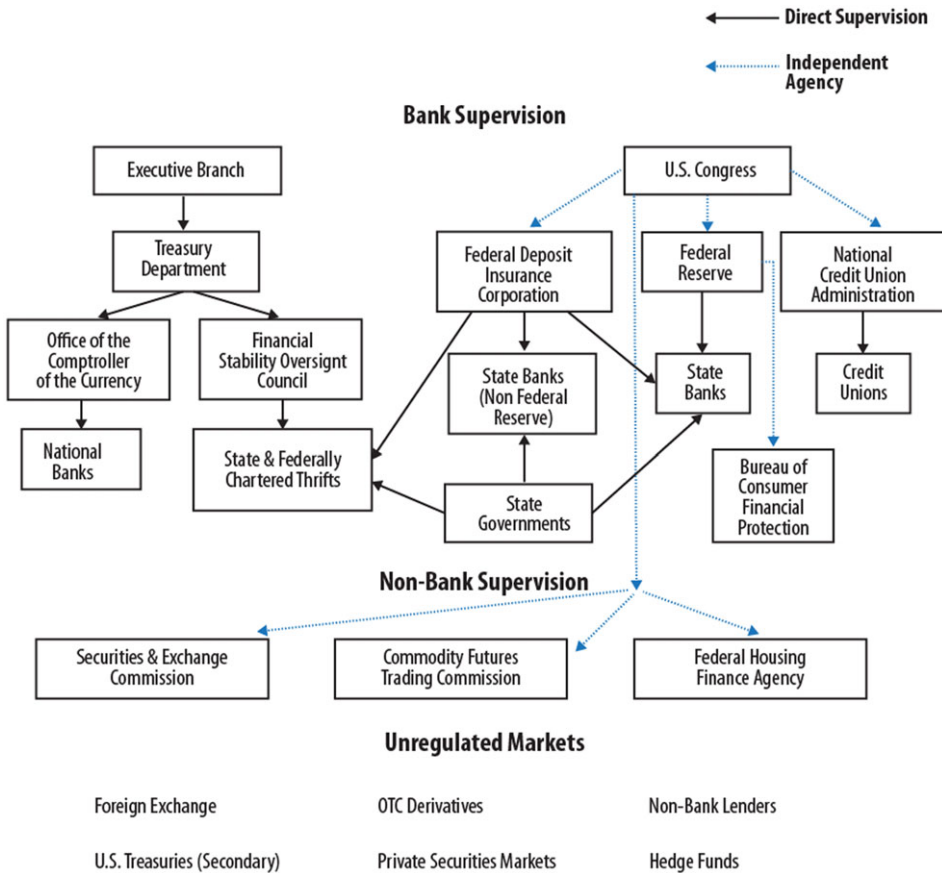 Direct Supervision
Independent
Agency
Bank Supervision
Executive Branch
U.S. Congress
Treasury
Department
Federal Deposit
Insurance
Corporation
Federal
Reserve
National
Credit Union
Administration
Office of the
Comptroller
of the Currency
Financial
Stability Oversignt
Council
State Banks
(Non Federal
Reserve)
State
Banks
Credit
Unions
National
Banks
State & Federally
Chartered Thrifts
State
Governments
Bureau of
Consumer
Financial
Protection
Non-Bank Supervision
Securities & Exchange
Commission
Commodity Futures
Trading Commission
Federal Housing
Finance Agency
Unregulated Markets
Foreign Exchange
OTC Derivatives
Non-Bank Lenders
U.S. Treasuries (Secondary)
Private Securities Markets
Hedge Funds